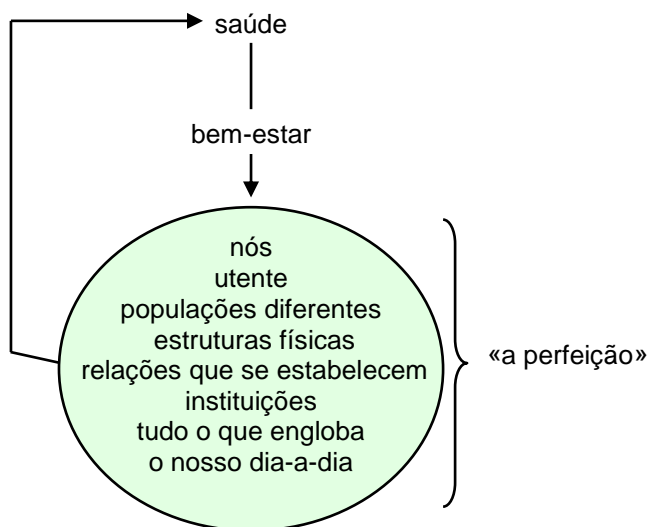 saúde
bem-estar
nós
utente
populações diferentes
estruturas físicas
relações que se estabelecem
instituições
tudo o que engloba
o nosso dia-a-dia
«a perfeição»